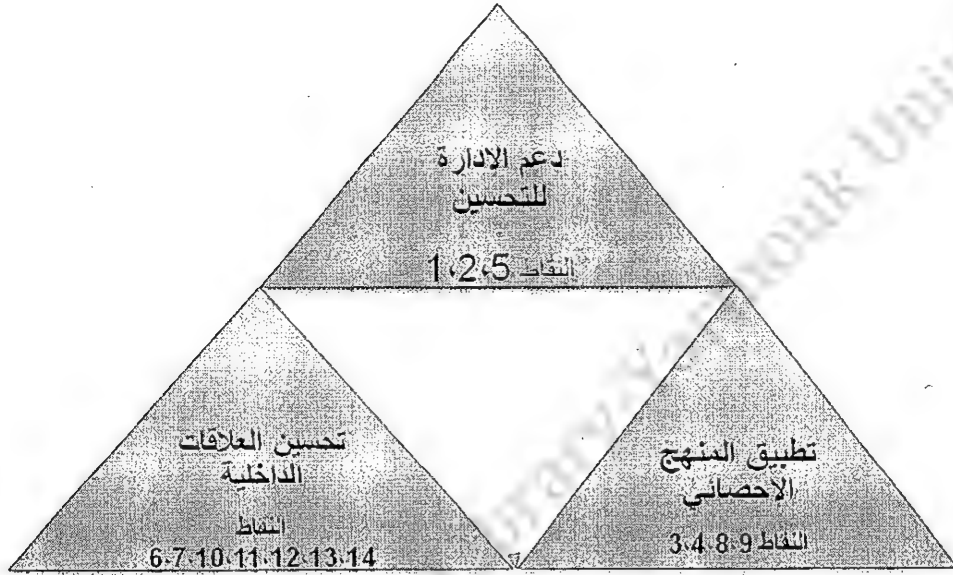 دعم الادارة
للتحسين
النقاط 1،2،5
تحسين العلاقات
الداخلية
النقاط
6،7،10،11،12،13،14
تطبيق المنهج
الإحصائي
النقاط 3،4،8،9